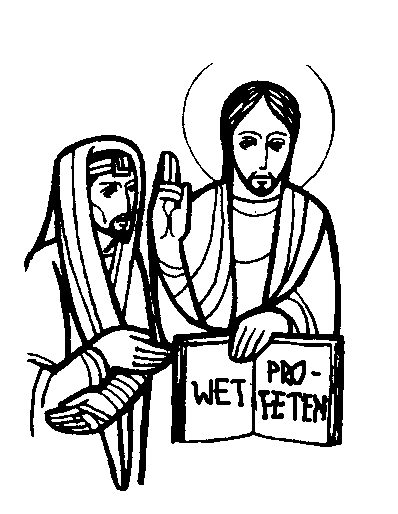 WET
PRO-
FETEN